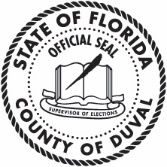 STATE OF FLORIDA
OFFICIAL SEAL
SUPERVISOR OF ELECTIONS
COUNTY OF DUVAL